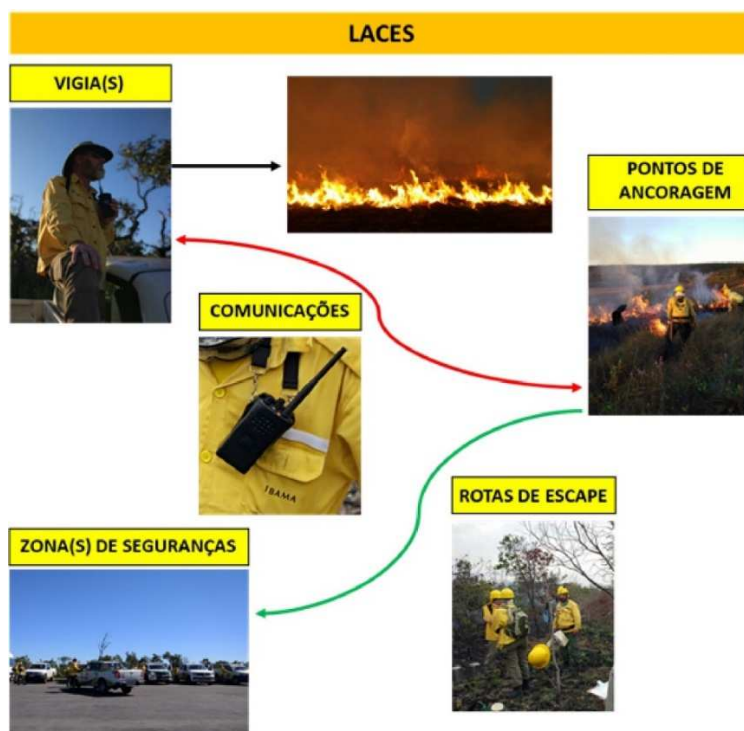 LACES
VIGIA(S)
PONTOS DE
ANCORAGEM
COMUNICAÇÕES
IBAMA
ROTAS DE ESCAPE
ZONA(S) DE SEGURANÇAS